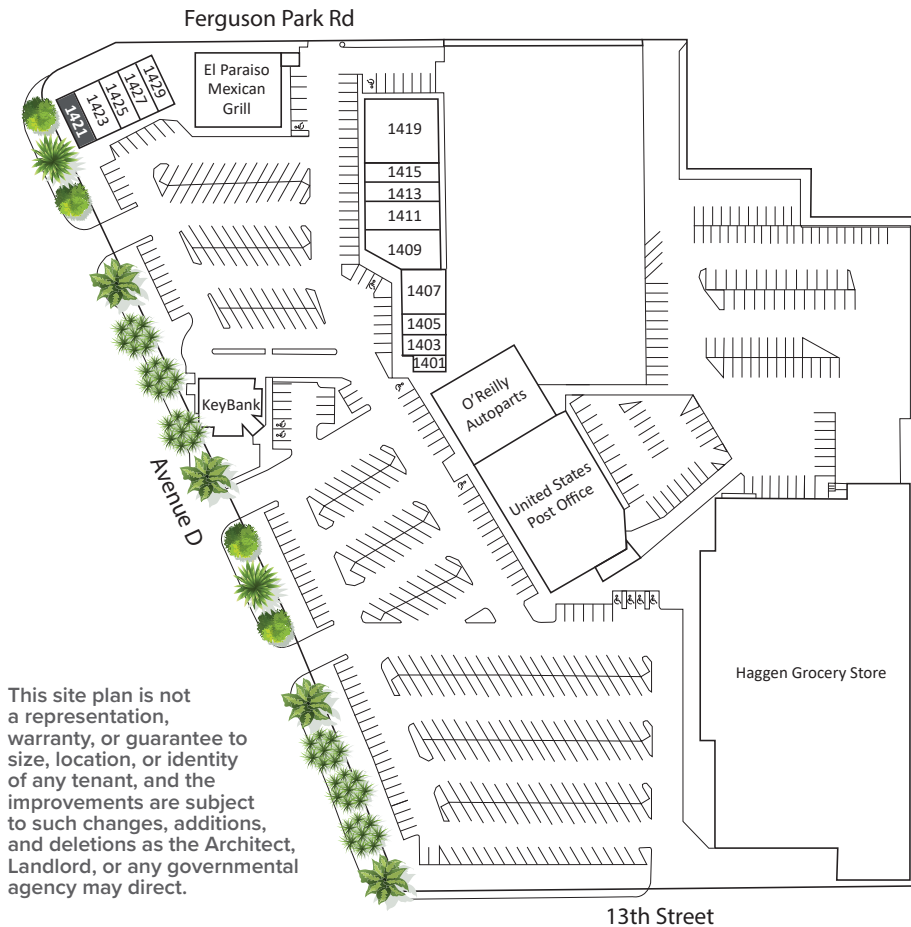 Ferguson Park Rd
El Paraiso
Mexican
Grill
1421
1423
1425
1427
1429
1419
1415
1413
1411
1409
1407
1405
1403
1401
KeyBank
O'Reilly
Autoparts
United States
Post Office
Avenue D
Haggen Grocery Store
This site plan is not
a representation,
warranty, or guarantee to
size, location, or identity
of any tenant, and the
improvements are subject
to such changes, additions,
and deletions as the Architect,
Landlord, or any governmental
agency may direct.
13th Street